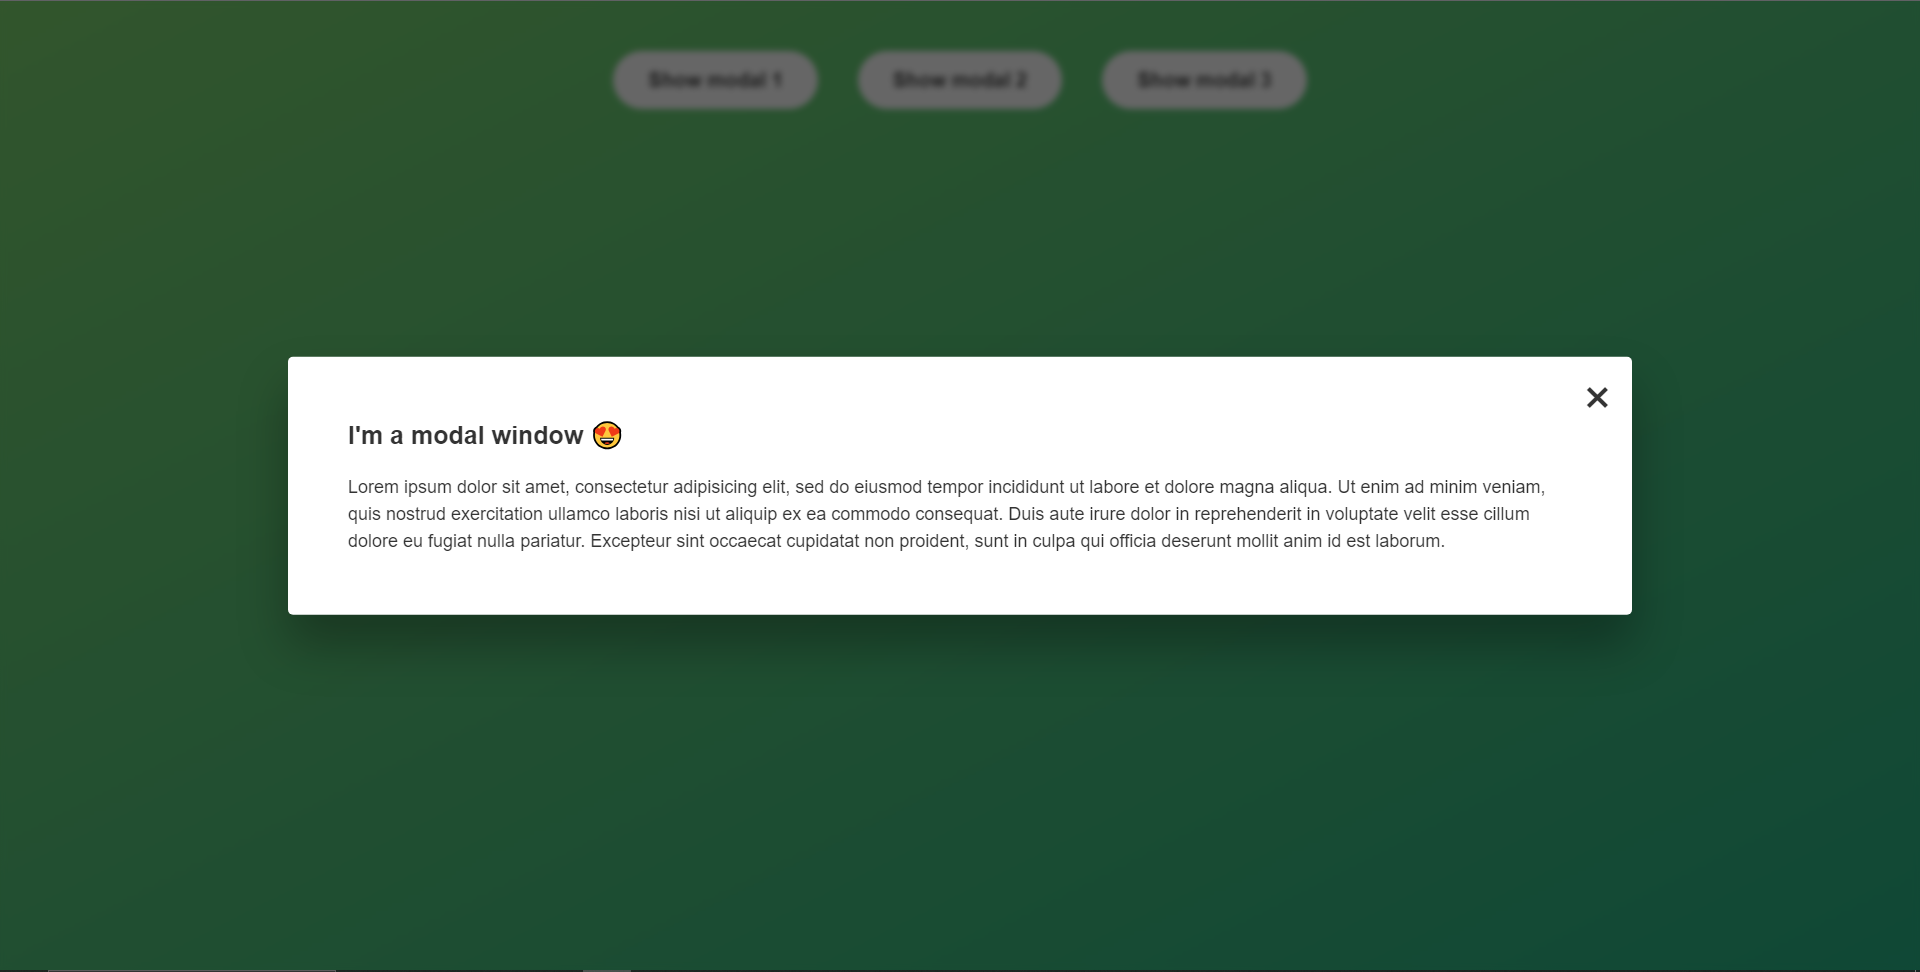 Show modal 1 Show modal 2 Show modal 3
I'm a modal window 😍
Lorem ipsum dolor sit amet, consectetur adipisicing elit, sed do eiusmod tempor incididunt ut labore et dolore magna aliqua. Ut enim ad minim veniam,
quis nostrud exercitation ullamco laboris nisi ut aliquip ex ea commodo consequat. Duis aute irure dolor in reprehenderit in voluptate velit esse cillum
dolore eu fugiat nulla pariatur. Excepteur sint occaecat cupidatat non proident, sunt in culpa qui officia deserunt mollit anim id est laborum.